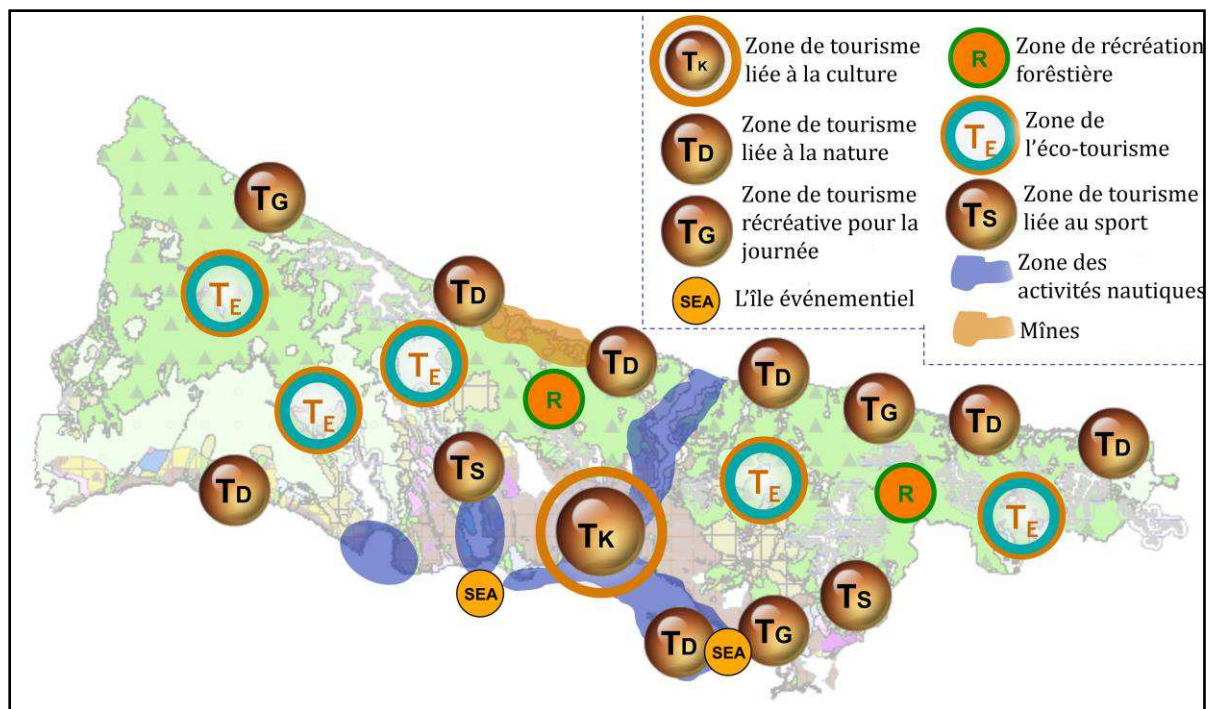 TK
Zone de tourisme
liée à la culture
TD
Zone de tourisme
liée à la nature
TG
Zone de tourisme
récréative pour la
journée
SEA
L'île événementiel
R
Zone de récréation
forêstière
TE
Zone de
l'éco-tourisme
TS
Zone de tourisme
liée au sport
Zone des
activités nautiques
Mînes
TG
TE
TD
TE
TD
TD
TE
R
TG
TD
TD
TD
TS
TE
R
TE
TK
SEA
TS
TD
SEA
TG